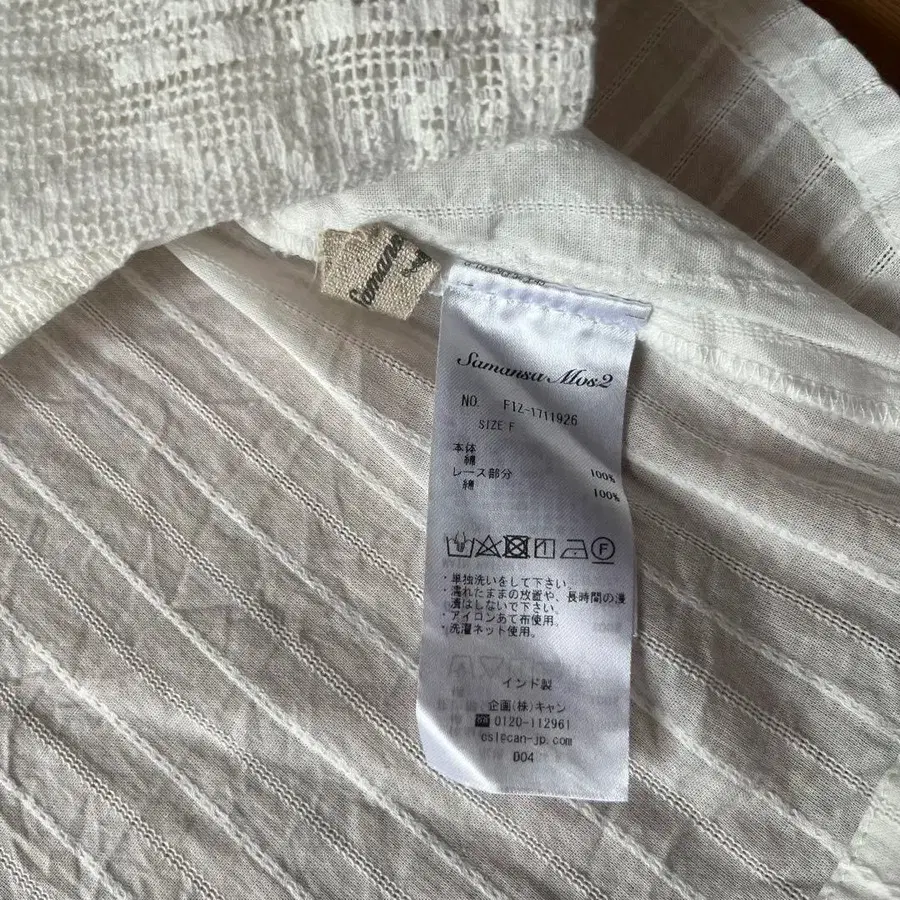 Samansa
Samansa Mos2
NO. F1Z-1711926
SIZE F
本体
綿 100%
レース部分
綿 100%
F
・単独洗いをして下さい。
・濡れたままの放置や、長時間の浸
漬はしないで下さい。
・アイロンあて布使用。
・洗濯ネット使用。
インド製
企画(株)キャン
0120-112961
cs@can-jp.com
D04